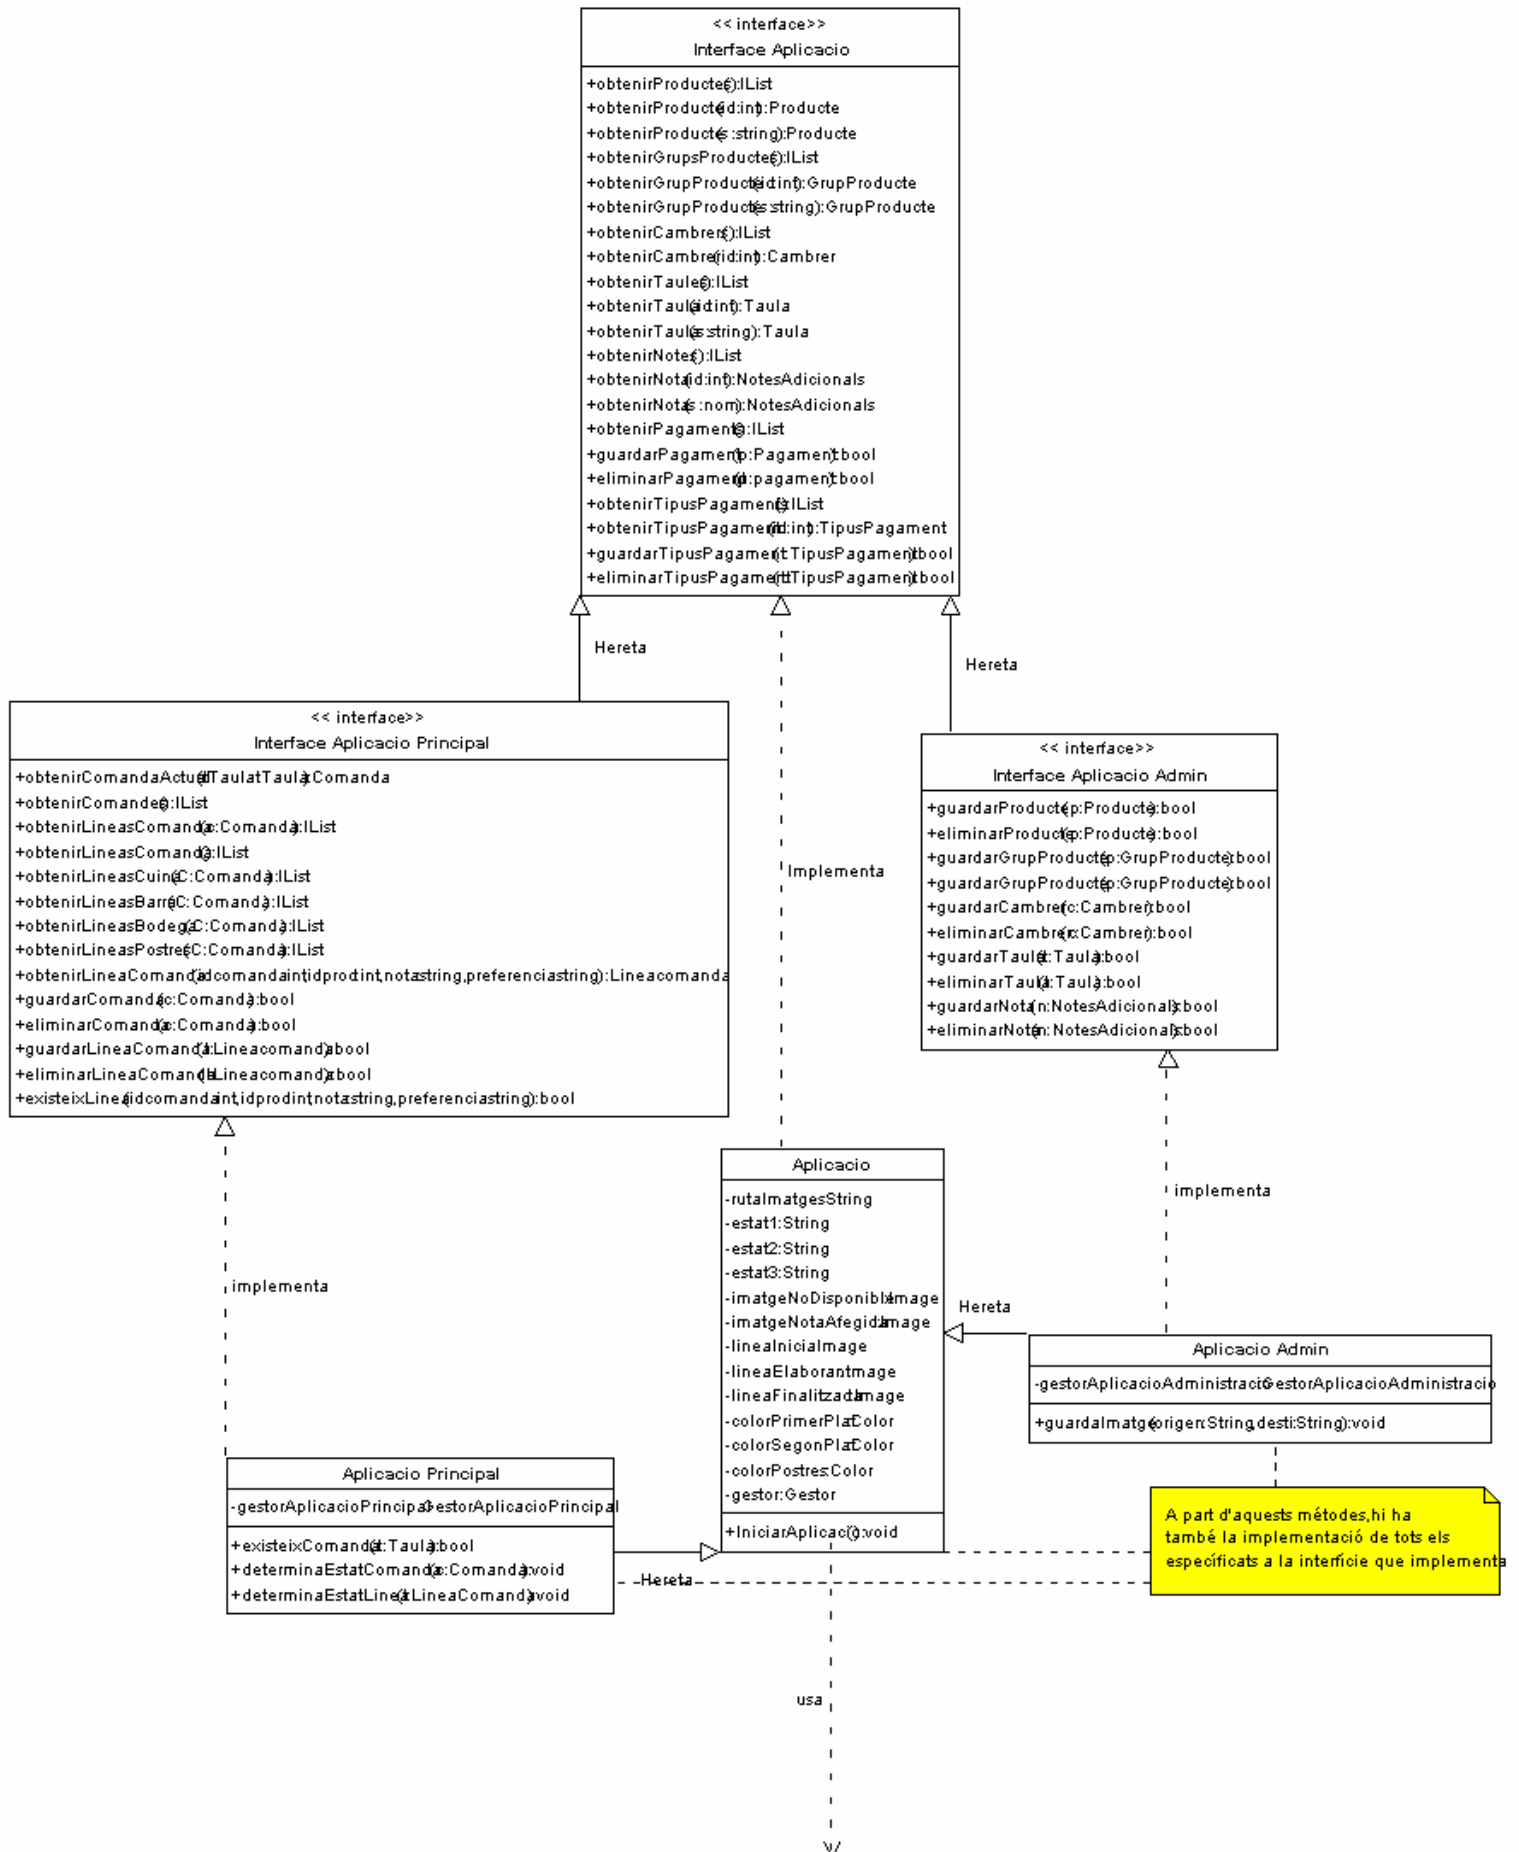 << interface>>
Interface Aplicacio
+obtenirProductes():IList
+obtenirProducte(id:int):Producte
+obtenirProducte(s:string):Producte
+obtenirGrupsProductes():IList
+obtenirGrupProducte(id:int):GrupProducte
+obtenirGrupProducte(s:string):GrupProducte
+obtenirCambrers():IList
+obtenirCambrer(id:int):Cambrer
+obtenirTaules():IList
+obtenirTaula(id:int):Taula
+obtenirTaula(s:string):Taula
+obtenirNotes():IList
+obtenirNota(id:int):NotesAdicionals
+obtenirNota(s:nom):NotesAdicionals
+obtenirPagaments():IList
+guardarPagament(p:Pagament):bool
+eliminarPagament(p:pagament):bool
+obtenirTipusPagaments():IList
+obtenirTipusPagament(id:int):TipusPagament
+guardarTipusPagament(t:TipusPagament):bool
+eliminarTipusPagament(t:TipusPagament):bool
Hereta
Hereta
<< interface>>
Interface Aplicacio Principal
+obtenirComandaActual(tTaula:Taula):Comanda
+obtenirComandes():IList
+obtenirLineasComanda(c:Comanda):IList
+obtenirLineasComanda():IList
+obtenirLineasCuina(C:Comanda):IList
+obtenirLineasBarra(C:Comanda):IList
+obtenirLineasBodega(C:Comanda):IList
+obtenirLineasPostres(C:Comanda):IList
+obtenirLineaComanda(idcomanda:int,idprod:int,nota:string,preferencia:string):Lineacomanda
+guardarComanda(c:Comanda):bool
+eliminarComanda(c:Comanda):bool
+guardarLineaComanda(l:Lineacomanda):bool
+eliminarLineaComanda(l:Lineacomanda):bool
+existeixLinea(idcomanda:int,idprod:int,nota:string,preferencia:string):bool
<< interface>>
Interface Aplicacio Admin
+guardarProducte(p:Producte):bool
+eliminarProducte(p:Producte):bool
+guardarGrupProducte(p:GrupProducte):bool
+guardarGrupProducte(p:GrupProducte):bool
+guardarCambrer(c:Cambrer):bool
+eliminarCambrer(c:Cambrer):bool
+guardarTaula(t:Taula):bool
+eliminarTaula(t:Taula):bool
+guardarNota(n:NotesAdicionals):bool
+eliminarNota(n:NotesAdicionals):bool
Implementa
implementa
implementa
Aplicacio
-rutaImatges:String
-estat1:String
-estat2:String
-estat3:String
-imatgeNoDisponible:Image
-imatgeNotaAfegida:Image
-lineaInicial:Image
-lineaElaborant:Image
-lineaFinalitzada:Image
-colorPrimerPlat:Color
-colorSegonPlat:Color
-colorPostres:Color
-gestor:Gestor
+IniciarAplicacio():void
Hereta
Aplicacio Admin
-gestorAplicacioAdministracio:GestorAplicacioAdministracio
+guardaImatge(origen:String,desti:String):void
Aplicacio Principal
-gestorAplicacioPrincipal:GestorAplicacioPrincipal
+existeixComanda(t:Taula):bool
+determinaEstatComanda(c:Comanda):void
+determinaEstatLinea(l:LineaComanda):void
Hereta
A part d'aquests métodes,hi ha
també la implementació de tots els
específicats a la interfície que implementa
usa